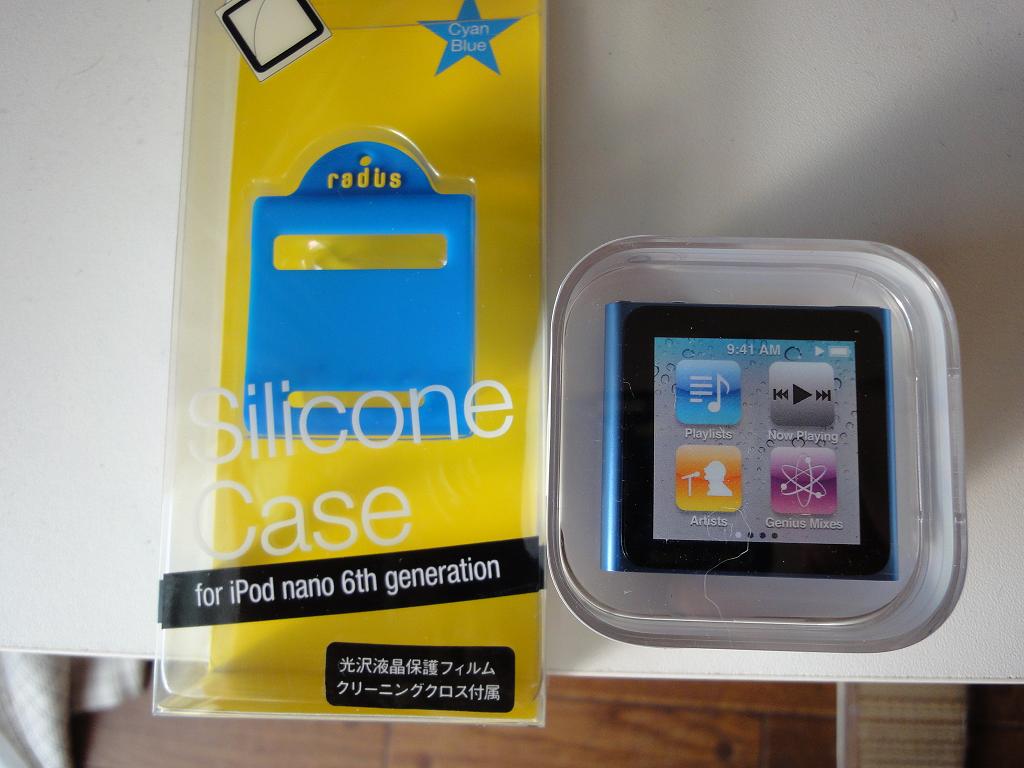 Cyan
Blue
radius
Silicone
Case
for iPod nano 6th generation
光沢液晶保護フィルム
クリーニングクロス付属
9:41 AM
Playlists
Now Playing
Artists
Genius Mixes